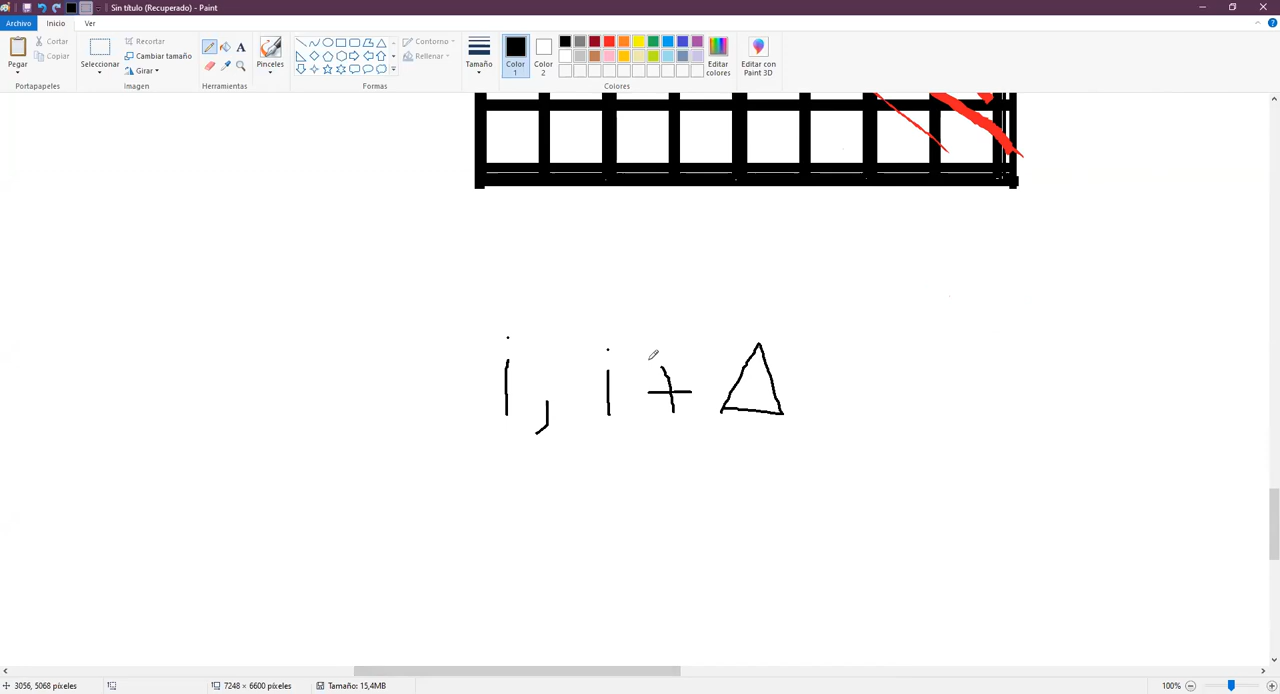 Sin título (Recuperado) - Paint
Archivo Inicio Ver
Pegar
Cortar
Copiar
Portapapeles
Seleccionar
Recortar
Cambiar tamaño
Girar
Imagen
A
Herramientas
Pinceles
Contorno
Rellenar
Formas
Tamaño
Color 1
Color 2
Editar colores
Colores
Editar con Paint 3D
i, i + Δ
3056, 5068 píxeles
7248 × 6600 píxeles
Tamaño: 15,4MB
100%